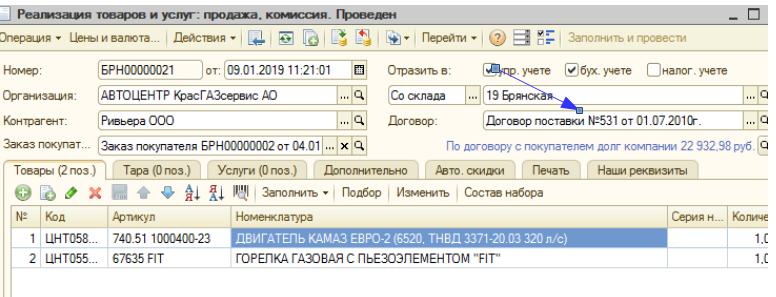 Реализация товаров и услуг: продажа, комиссия. Проведен
Операция Цены и валюта... Действия Перейти Заполнить и провести
Номер: БРН00000021 от: 09.01.2019 11:21:01 Отразить в: упр. учете бух. учете налог. учете
Организация: АВТОЦЕНТР КрасГАЗсервис АО ... Со склада ... 19 Брянская ...
Контрагент: Ривьера ООО ... Договор: Договор поставки №531 от 01.07.2010г. ...
Заказ покупат... Заказ покупателя БРН00000002 от 04.01 ... x По договору с покупателем долг компании 22 932,98 руб.
Товары (2 поз.) Тара (0 поз.) Услуги (0 поз.) Дополнительно Авто. скидки Печать Наши реквизиты
Заполнить Подбор Изменить Состав набора
№ Код Артикул Номенклатура Серия н... Количе
1 ЦНТ058... 740.51 1000400-23 ДВИГАТЕЛЬ КАМАЗ ЕВРО-2 (6520, ТНВД 3371-20.03 320 л/с) 1,0
2 ЦНТ055... 67635 FIT ГОРЕЛКА ГАЗОВАЯ С ПЬЕЗОЭЛЕМЕНТОМ "FIT" 1,0